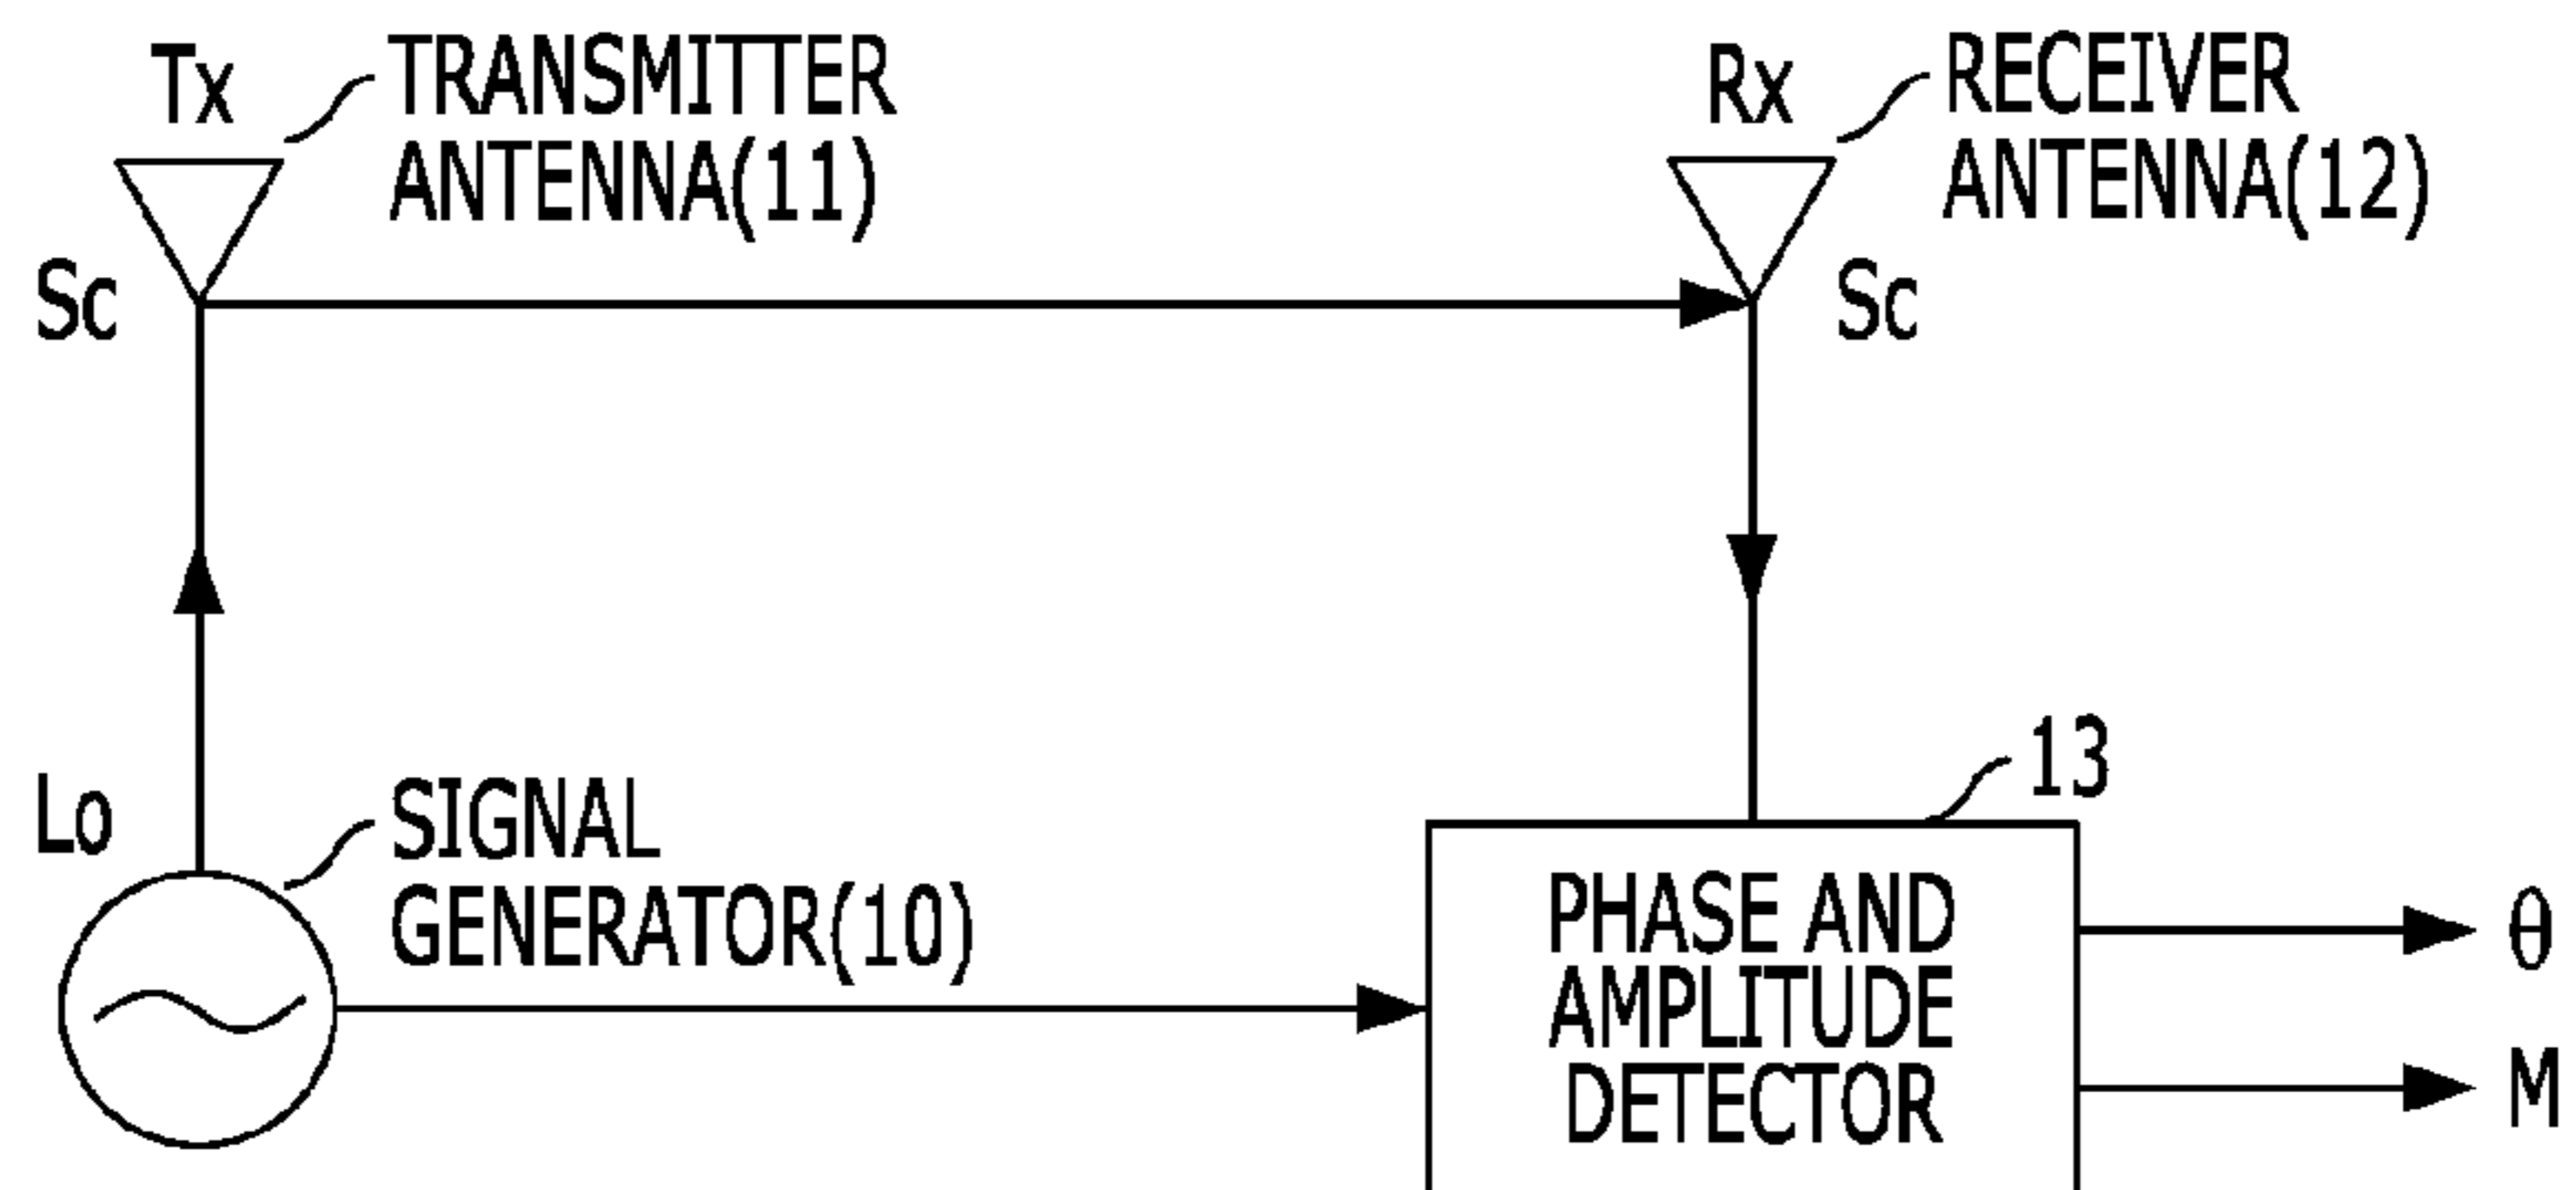 Tx
TRANSMITTER
ANTENNA(11)
Rx
RECEIVER
ANTENNA(12)
Sc
Sc
Lo
SIGNAL
GENERATOR(10)
13
PHASE AND
AMPLITUDE
DETECTOR
θ
M